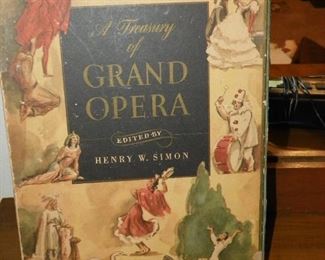 A Treasury
of
GRAND
OPERA
EDITED BY
HENRY W. SIMON